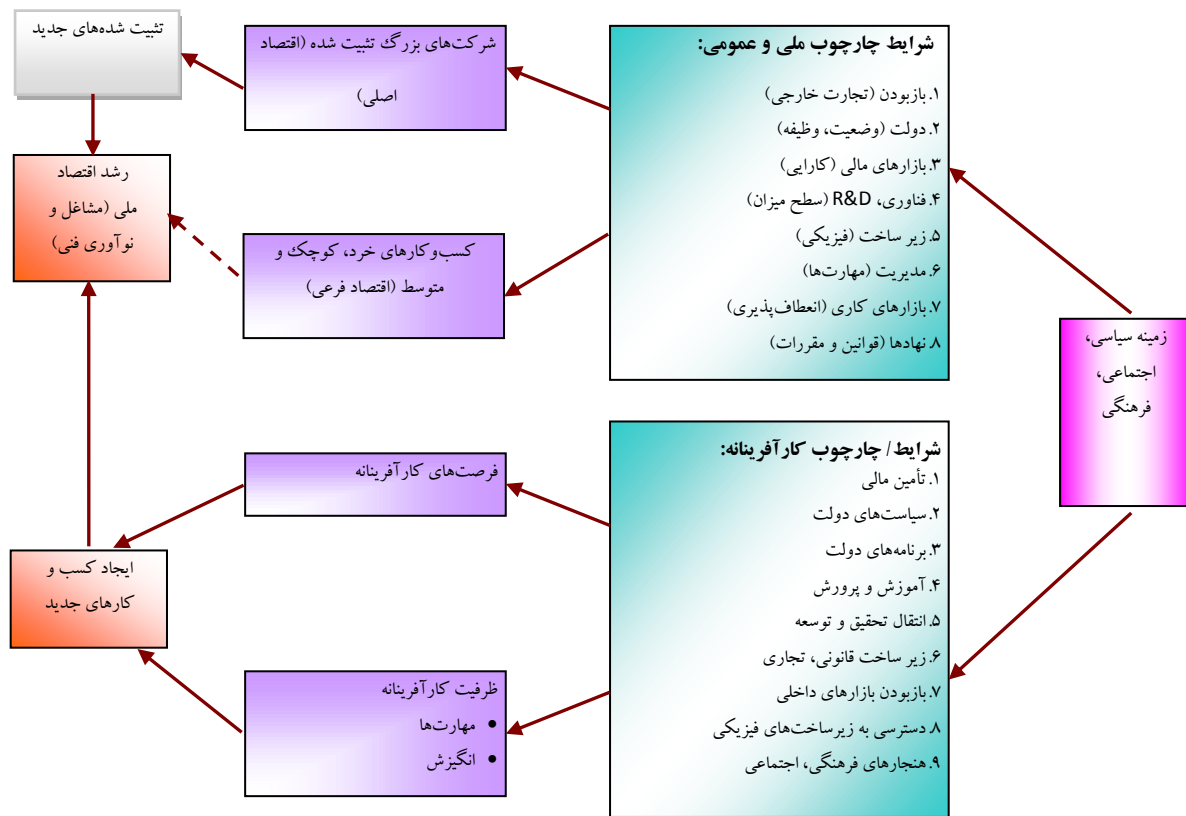 زمینه سیاسی،
اجتماعی،
فرهنگی
شرایط چارچوب ملی و عمومی:
۱.بازبودن (تجارت خارجی)
۲.دولت (وضعیت، وظیفه)
۳.بازارهای مالی (کارایی)
۴.فناوری، R&D (سطح میزان)
۵.زیر ساخت (فیزیکی)
۶.مدیریت (مهارت‌ها)
۷.بازارهای کاری (انعطاف‌پذیری)
۸.نهادها (قوانین و مقررات)
شرایط/ چارچوب کارآفرینانه:
۱.تأمین مالی
۲.سیاست‌های دولت
۳.برنامه‌های دولت
۴.آموزش و پرورش
۵.انتقال تحقیق و توسعه
۶.زیر ساخت قانونی، تجاری
۷.بازبودن بازارهای داخلی
۸.دسترسی به زیرساخت‌های فیزیکی
۹.هنجارهای فرهنگی، اجتماعی
شرکت‌های بزرگ تثبیت شده (اقتصاد
اصلی)
کسب‌وکارهای خرد، کوچک و
متوسط (اقتصاد فرعی)
فرصت‌های کارآفرینانه
ظرفیت کارآفرینانه
• مهارت‌ها
• انگیزش
تثبیت شده‌های جدید
رشد اقتصاد
ملی (مشاغل و
نوآوری فنی)
ایجاد کسب و
کارهای جدید